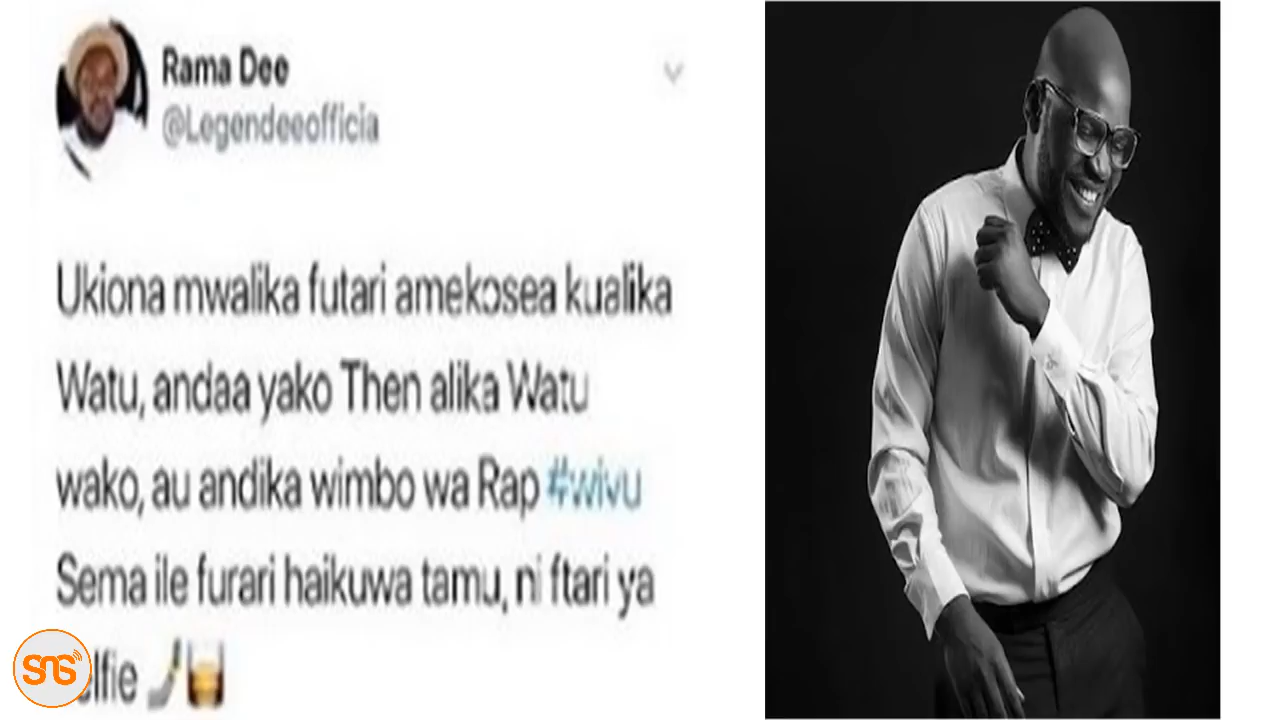 Rama Dee
@Legendeeofficia
Ukiona mwalika futari amekosea kualika
Watu, andaa yako Then alika Watu
wako, au andika wimbo wa Rap #wivu
Sema ile furari haikuwa tamu, ni ftari ya
elfie
SNS